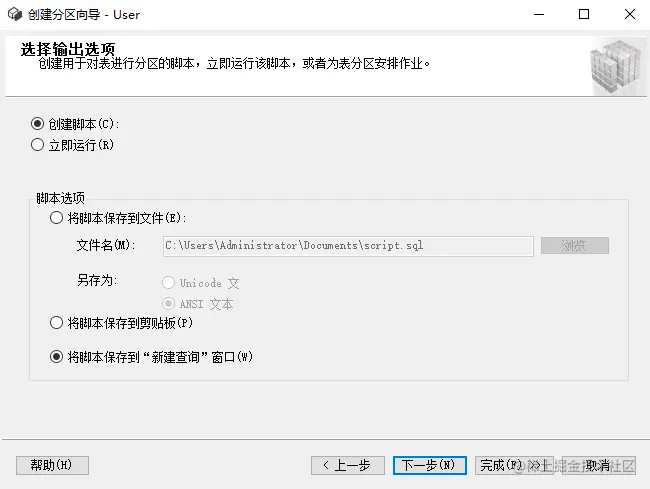 创建分区向导 - User
选择输出选项
创建用于对表进行分区的脚本，立即运行该脚本，或者为表分区安排作业。
创建脚本(C):
立即运行(R)
脚本选项
将脚本保存到文件(E):
文件名(M):
C:\Users\Administrator\Documents\script.sql
浏览
另存为:
Unicode 文
ANSI 文本
将脚本保存到剪贴板(P)
将脚本保存到“新建查询”窗口(W)
帮助(H)
< 上一步
下一步(N)
完成(F) >>|
取消
@稀土掘金技术社区